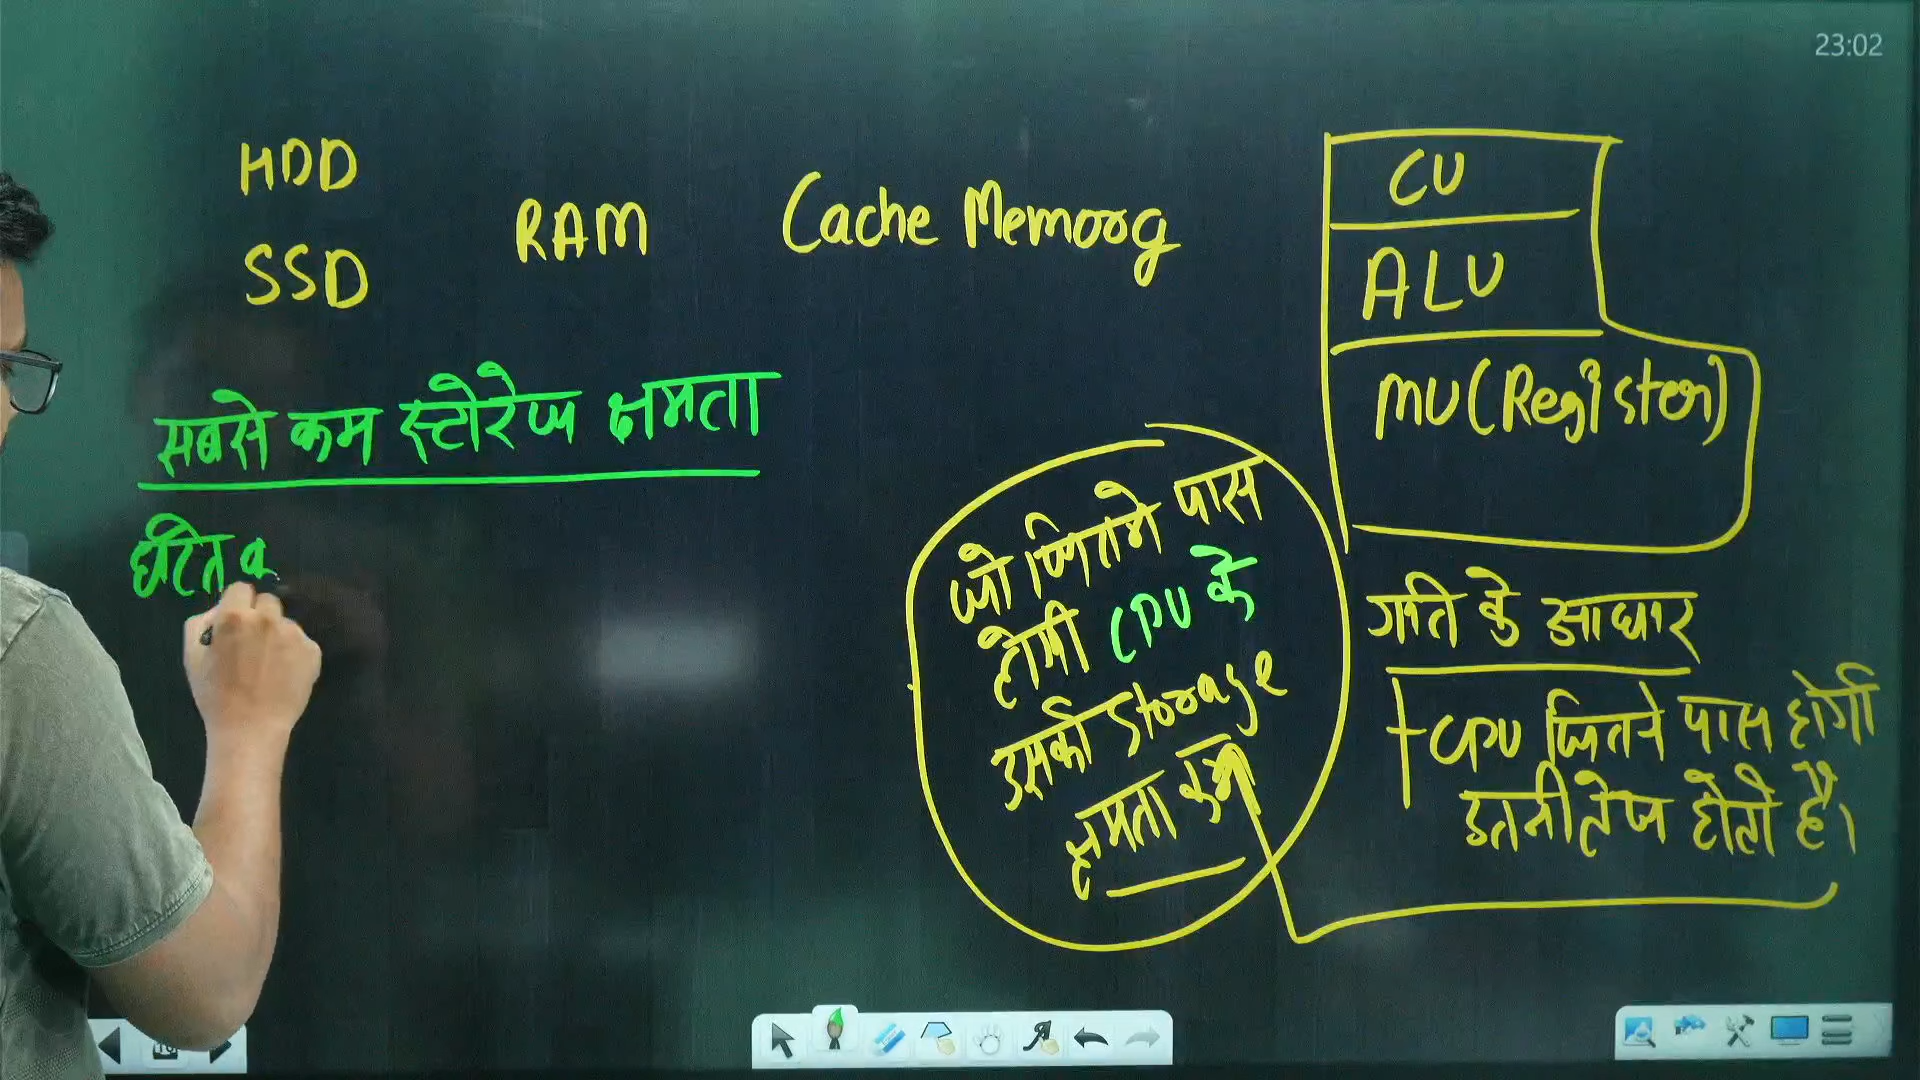 23:02
HDD
SSD
RAM
Cache Memoog
CU
ALU
MU (Register)
सबसे कम स्टोरेज क्षमता
घटित
जो जितने पास
होगी CPU के
उसकी Storage
क्षमता कम
गति के आधार
CPU जितने पास होगी
उतनी तेज होती है।